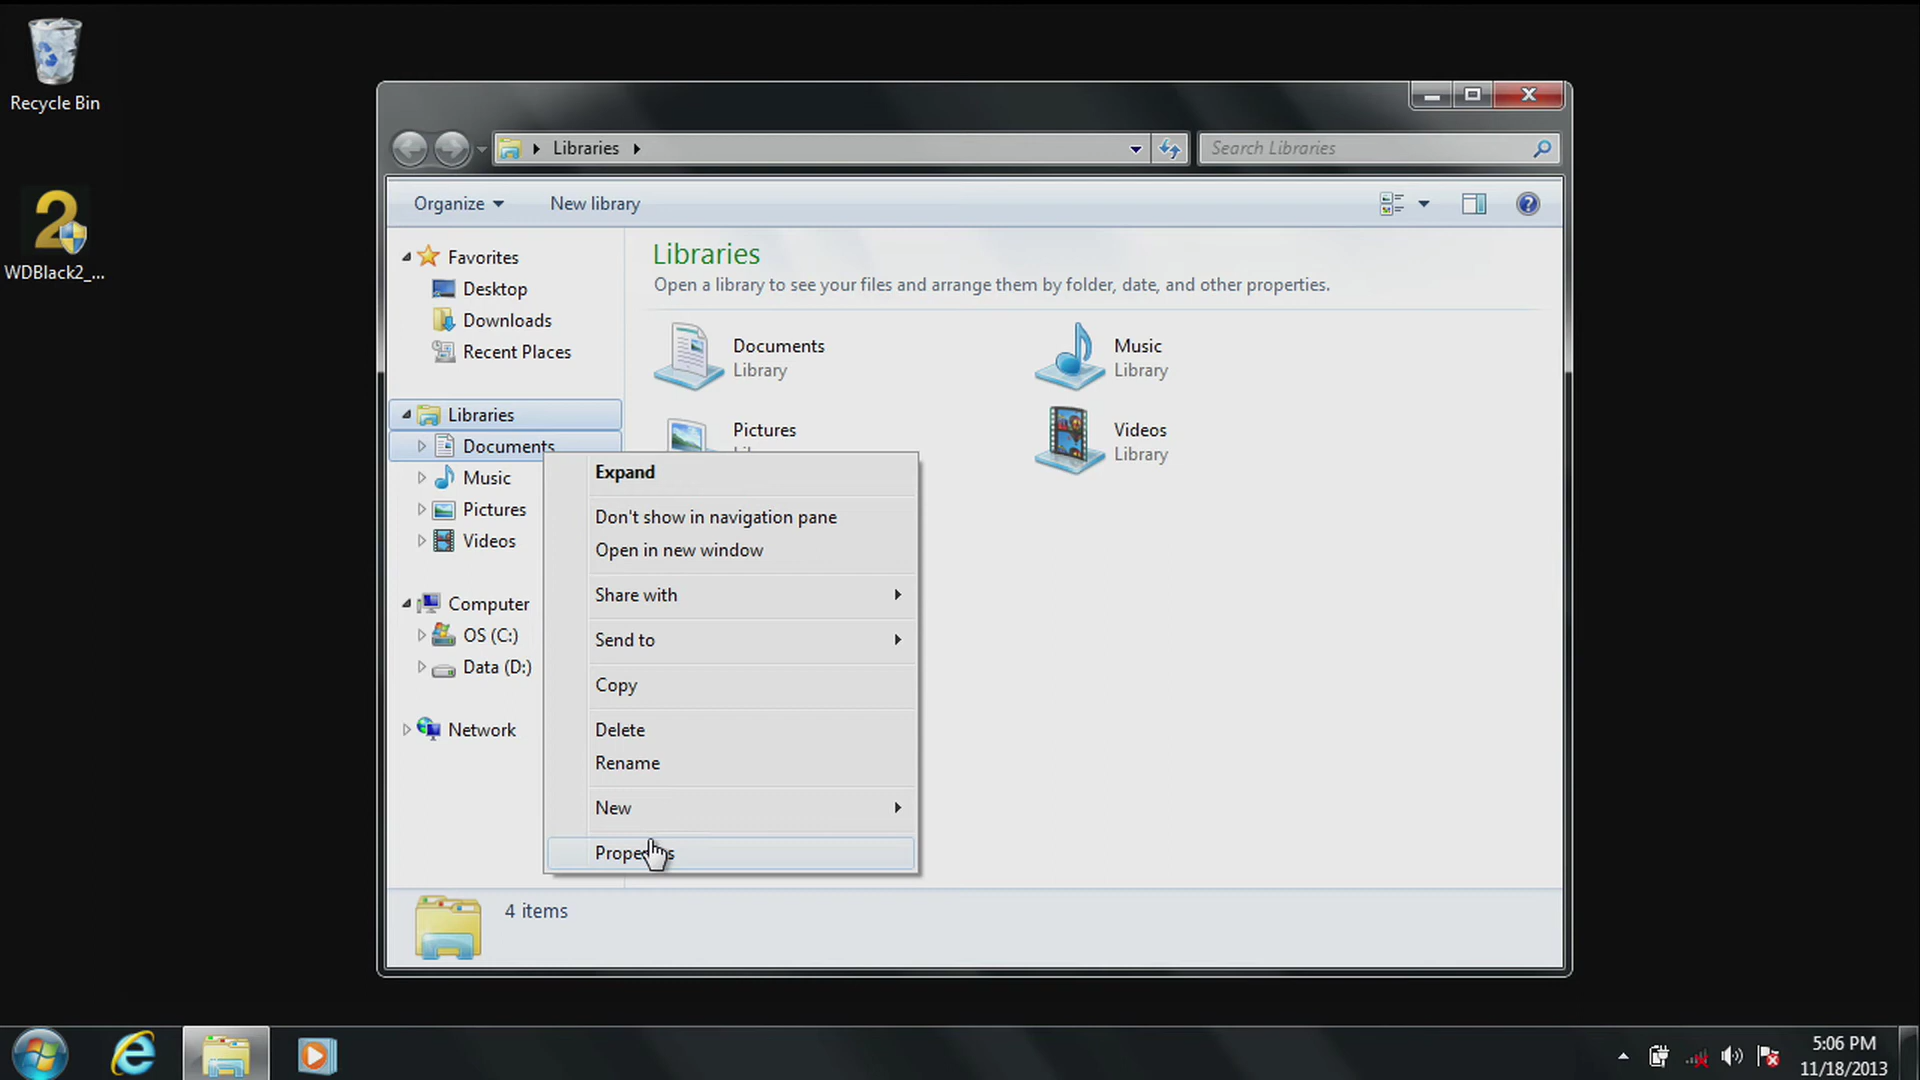 Recycle Bin
WDBlack2_...
Libraries
Search Libraries
Organize
New library
Favorites
Desktop
Downloads
Recent Places
Libraries
Documents
Music
Pictures
Videos
Computer
OS (C:)
Data (D:)
Network
Libraries
Open a library to see your files and arrange them by folder, date, and other properties.
Documents
Library
Music
Library
Pictures
Videos
Library
Expand
Don't show in navigation pane
Open in new window
Share with
Send to
Copy
Delete
Rename
New
Properties
4 items
5:06 PM
11/18/2013